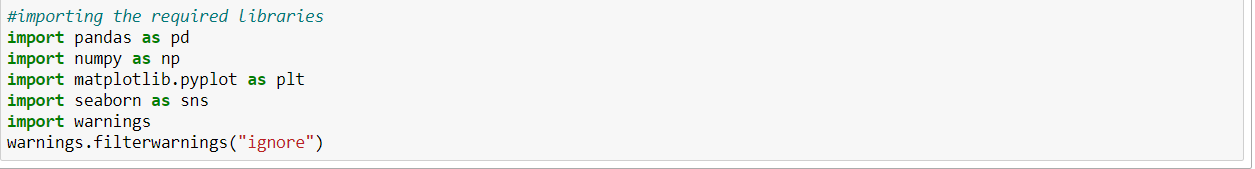 #importing the required libraries
import pandas as pd
import numpy as np
import matplotlib.pyplot as plt
import seaborn as sns
import warnings
warnings.filterwarnings("ignore")